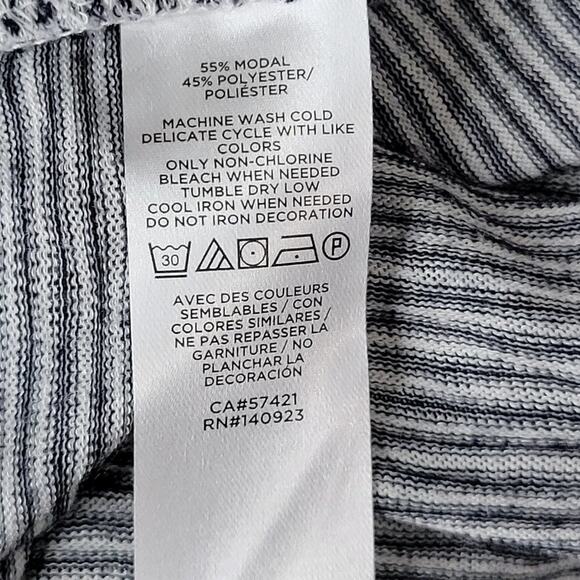 55% MODAL
45% POLYESTER/
POLIÉSTER
MACHINE WASH COLD
DELICATE CYCLE WITH LIKE
COLORS
ONLY NON-CHLORINE
BLEACH WHEN NEEDED
TUMBLE DRY LOW
COOL IRON WHEN NEEDED
DO NOT IRON DECORATION
30 P
AVEC DES COULEURS
SEMBLABLES / CON
COLORES SIMILARES /
NE PAS REPASSER LA
GARNITURE / NO
PLANCHAR LA
DECORACIÓN
CA#57421
RN#140923